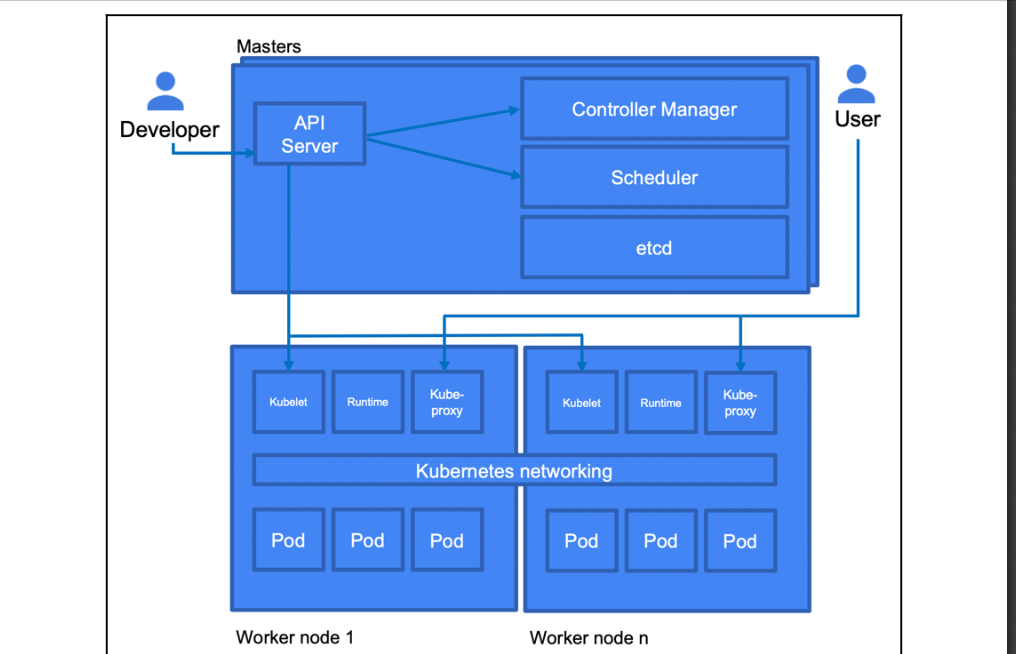 Masters
Developer
API
Server
Controller Manager
User
Scheduler
etcd
Kubelet
Runtime
Kube-
proxy
Kubelet
Runtime
Kube-
proxy
Kubernetes networking
Pod
Pod
Pod
Pod
Pod
Pod
Worker node 1
Worker node n